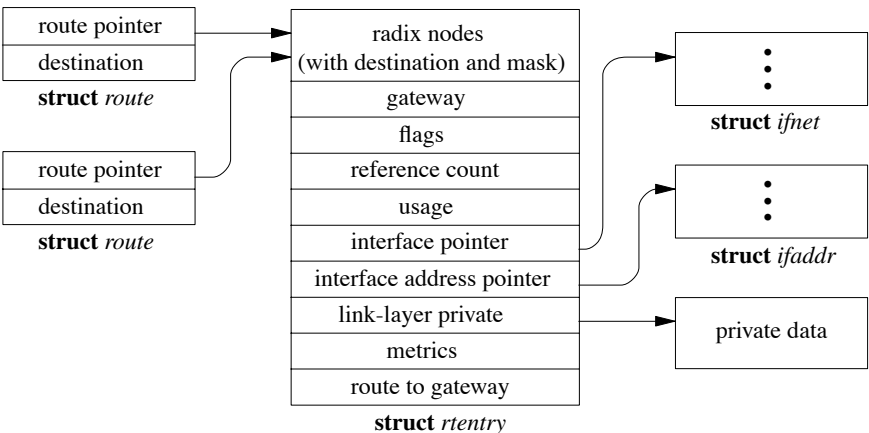 route pointer
destination
struct route
route pointer
destination
struct route
radix nodes
(with destination and mask)
gateway
flags
reference count
usage
interface pointer
interface address pointer
link-layer private
metrics
route to gateway
struct rtentry
struct ifnet
struct ifaddr
private data